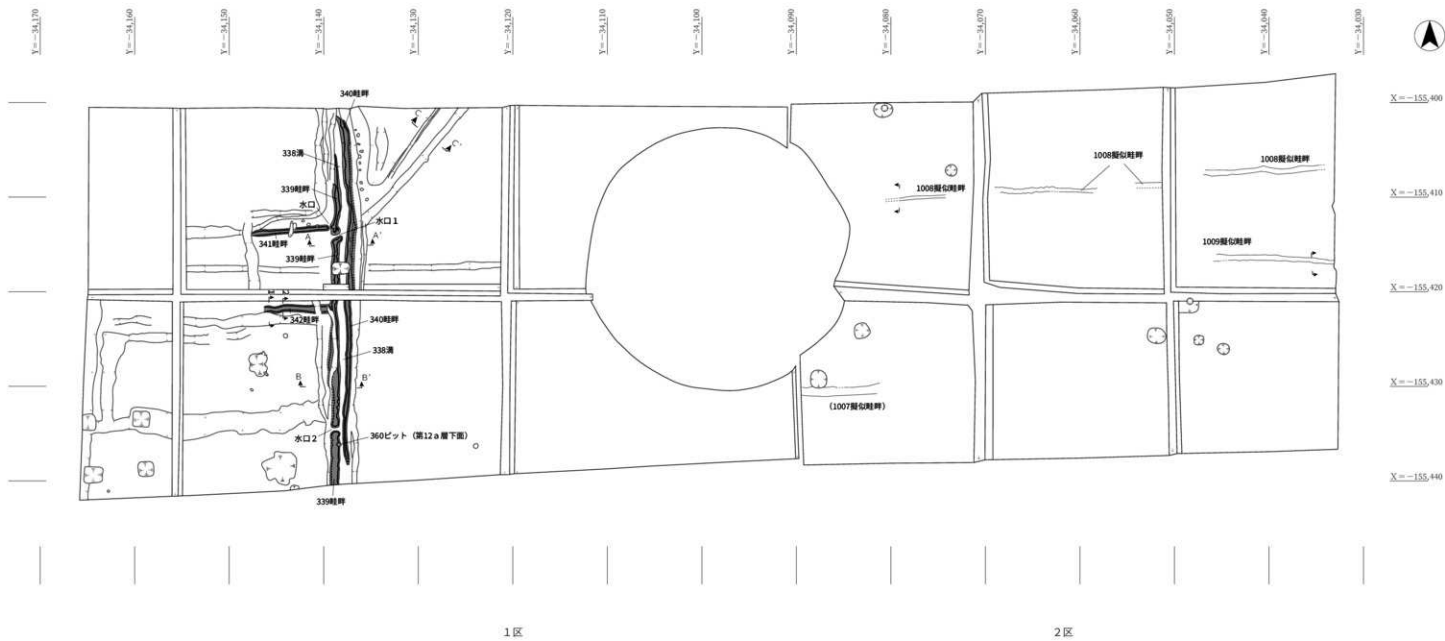 Y=-34,170
Y=-34,160
Y=-34,150
Y=-34,140
Y=-34,120
Y=-34,110
Y=-34,100
Y=-34,090
Y=-34,080
Y=-34,070
Y=-34,060
Y=-34,050
Y=-34,040
Y=-34,030
X=-155,400
X=-155,410
X=-155,420
X=-155,430
X=-155,440
340畦畔
C
C'
338溝
339畦畔
水口
水口1
341畦畔
A
A'
339畦畔
342畦畔
340畦畔
338溝
B
B'
水口2
360ピット（第12a層下面）
339畦畔
1008擬似畦畔
1008擬似畦畔
1008擬似畦畔
1009擬似畦畔
（1007擬似畦畔）
1区
2区